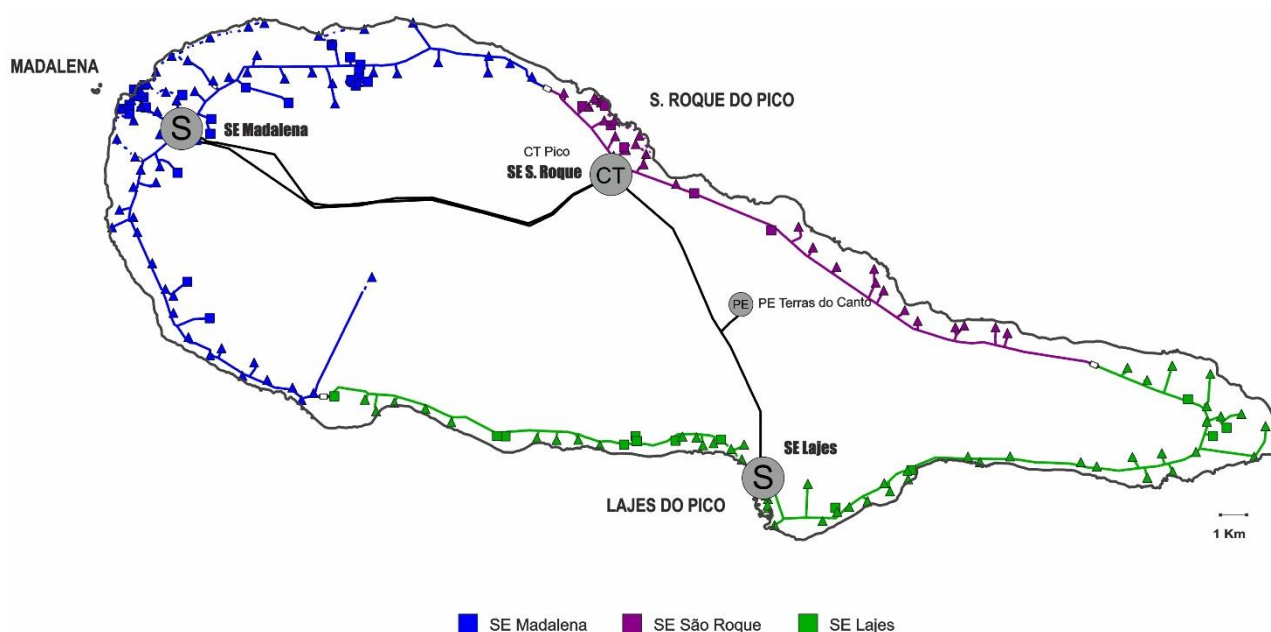 MADALENA
S. ROQUE DO PICO
S
SE Madalena
CT Pico
SE S. Roque
CT
PE
PE Terras do Canto
SE Lajes
S
LAJES DO PICO
1 Km
SE Madalena
SE São Roque
SE Lajes